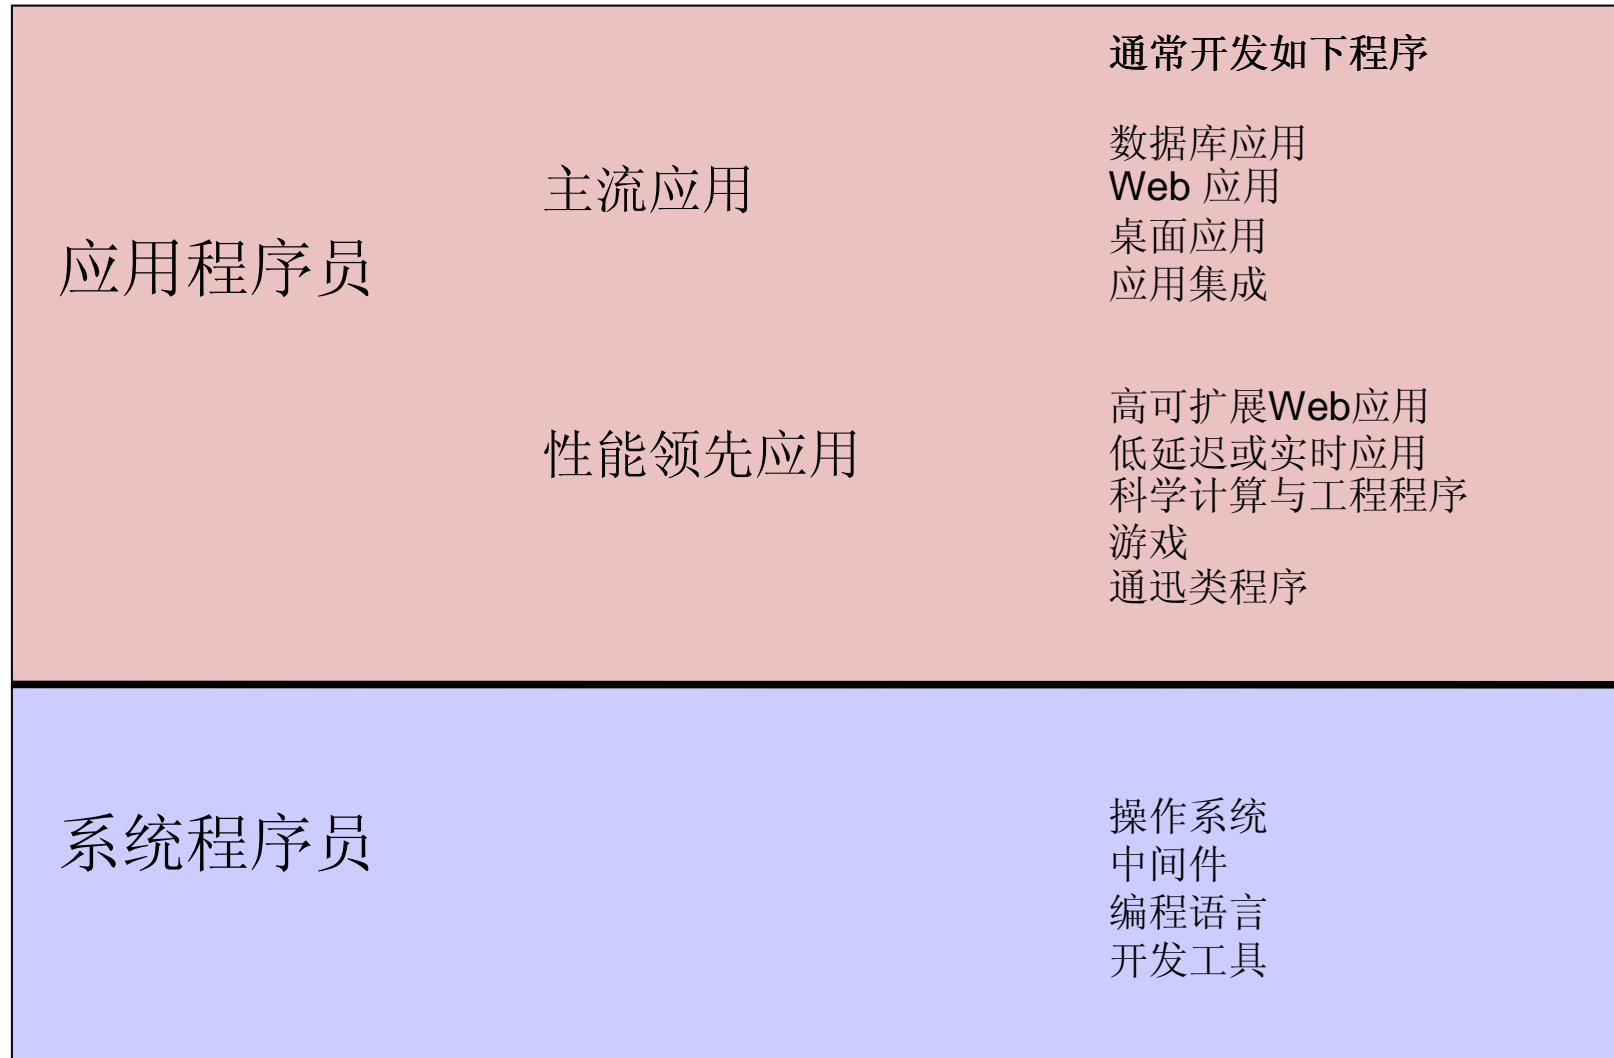 通常开发如下程序
应用程序员
主流应用
数据库应用
Web 应用
桌面应用
应用集成
性能领先应用
高可扩展Web应用
低延迟或实时应用
科学计算与工程程序
游戏
通迅类程序
系统程序员
操作系统
中间件
编程语言
开发工具